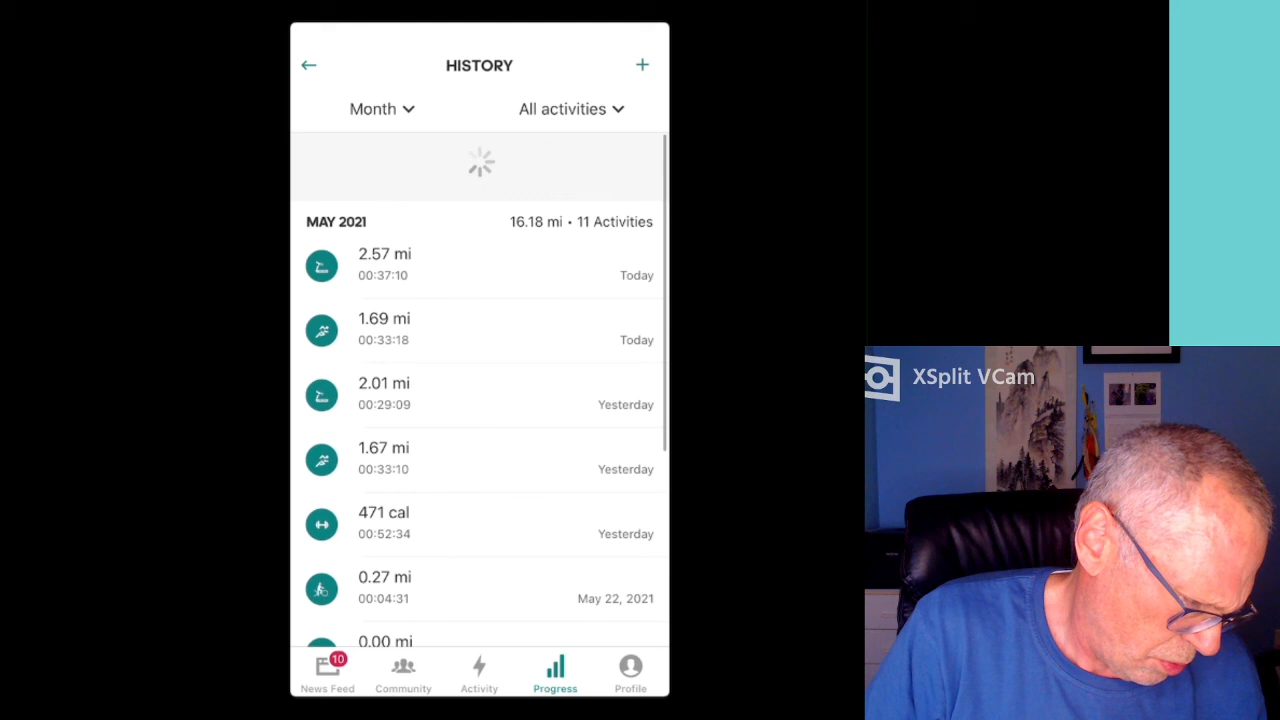 HISTORY
Month
All activities
MAY 2021
16.18 mi • 11 Activities
2.57 mi
00:37:10
Today
1.69 mi
00:33:18
Today
2.01 mi
00:29:09
Yesterday
1.67 mi
00:33:10
Yesterday
471 cal
00:52:34
Yesterday
0.27 mi
00:04:31
May 22, 2021
0.00 mi
10
News Feed
Community
Activity
Progress
Profile
XSplit VCam